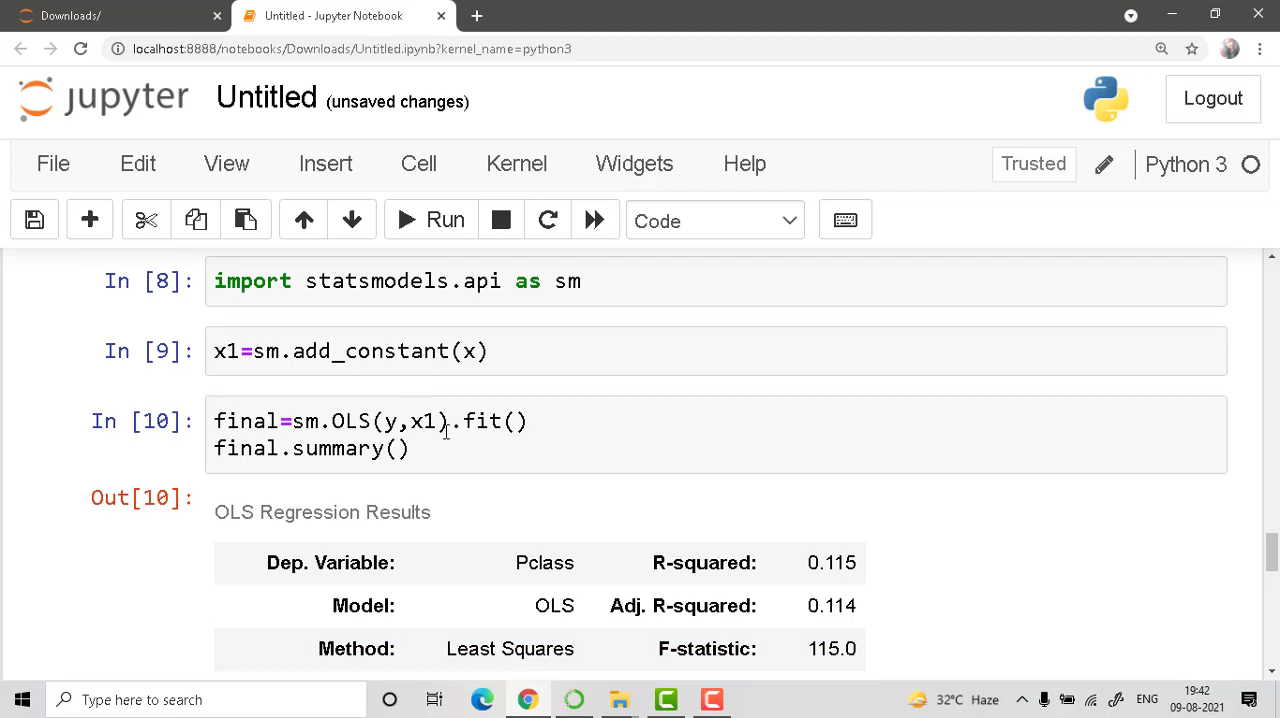 Downloads/
Untitled - Jupyter Notebook
localhost:8888/notebooks/Downloads/Untitled.ipynb?kernel_name=python3
jupyter Untitled (unsaved changes)
Logout
File Edit View Insert Cell Kernel Widgets Help
Trusted
Python 3
Run
Code
In [8]: import statsmodels.api as sm
In [9]: x1=sm.add_constant(x)
In [10]: final=sm.OLS(y,x1).fit()
final.summary()
Out[10]:
OLS Regression Results
Dep. Variable: Pclass R-squared: 0.115
Model: OLS Adj. R-squared: 0.114
Method: Least Squares F-statistic: 115.0
Type here to search
32°C Haze
ENG
19:42
09-08-2021